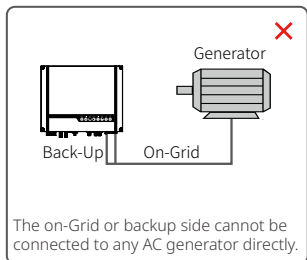 Generator
Back-Up
On-Grid
The on-Grid or backup side cannot be
connected to any AC generator directly.